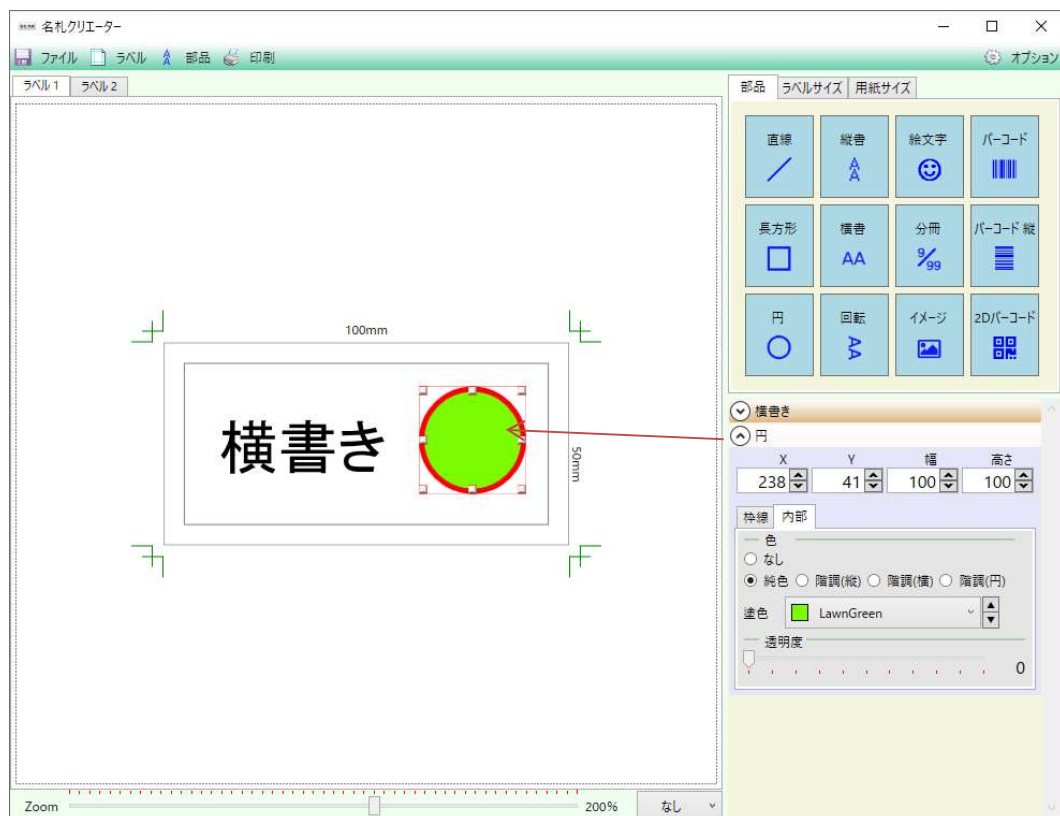 名札クリエーター
ファイル ラベル 部品 印刷 オプション
ラベル 1 ラベル 2
部品 ラベルサイズ 用紙サイズ
直線 縦書 絵文字 バーコード
長方形 横書 分冊 バーコード 縦
円 回転 イメージ 2Dバーコード
100mm
横書き
50mm
横書き
円
X Y 幅 高さ
238 41 100 100
枠線 内部
色
なし
純色 階調(縦) 階調(横) 階調(円)
塗色 LawnGreen
透明度
0
Zoom 200% なし